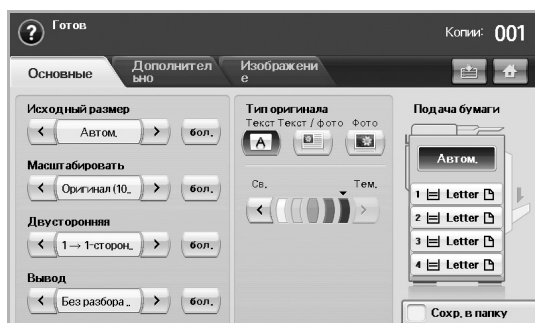 ? Готов
Копии: 001
Основные
Дополнител
ьно
Изображени
е
Исходный размер
< Автом. > бол.
Масштабировать
< Оригинал (10.. > бол.
Двусторонняя
< 1 → 1-сторон.. > бол.
Вывод
< Без разбора .. > бол.
Тип оригинала
Текст Текст / фото Фото
A
Св. Тем.
< >
Подача бумаги
Автом.
1 Letter
2 Letter
3 Letter
4 Letter
Сохр. в папку